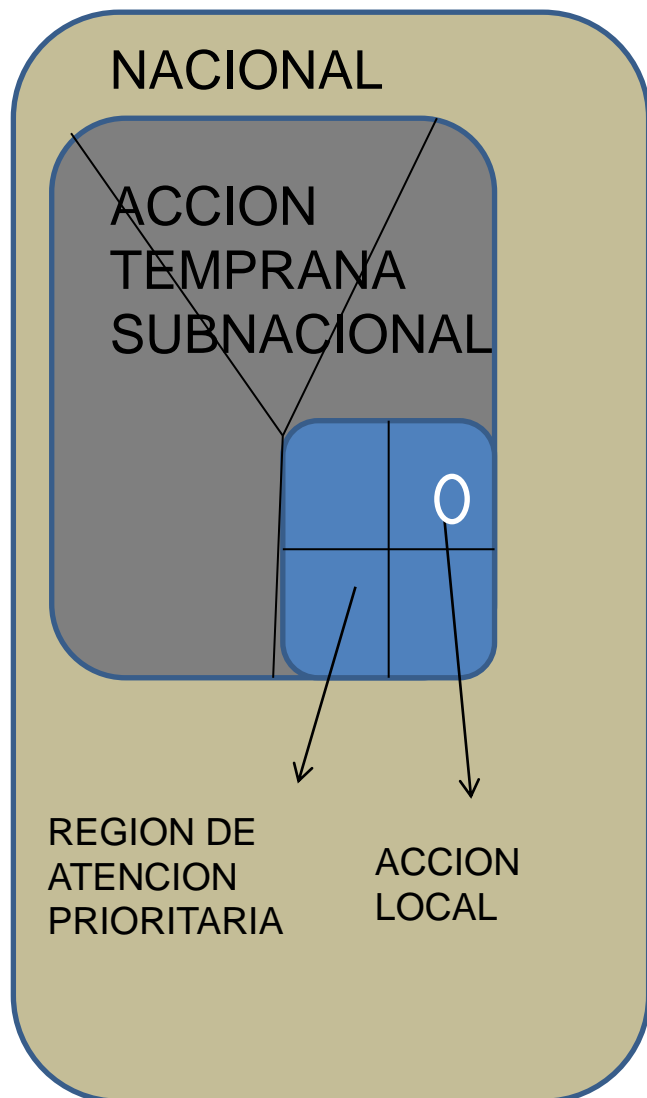 NACIONAL
ACCION
TEMPRANA
SUBNACIONAL
REGION DE
ATENCION
PRIORITARIA
ACCION
LOCAL